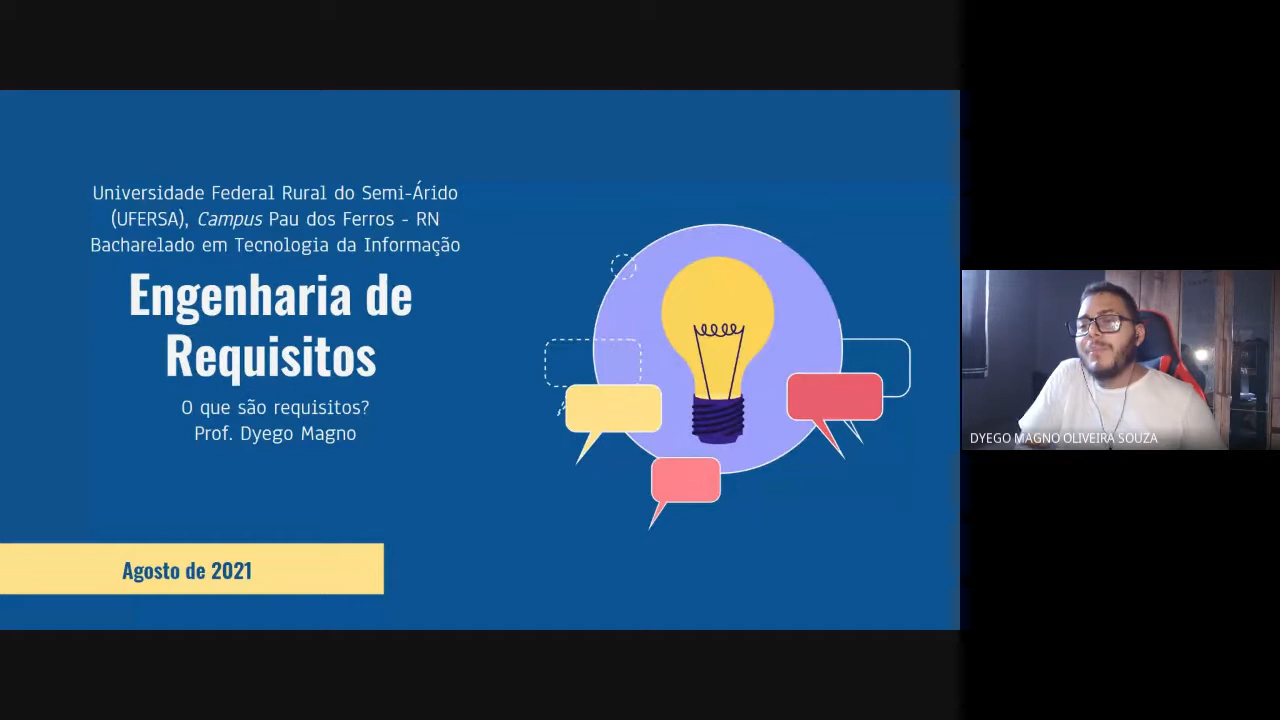 Universidade Federal Rural do Semi-Árido
(UFERSA), Campus Pau dos Ferros - RN
Bacharelado em Tecnologia da Informação
Engenharia de
Requisitos
O que são requisitos?
Prof. Dyego Magno
Agosto de 2021
DYEGO MAGNO OLIVEIRA SOUZA